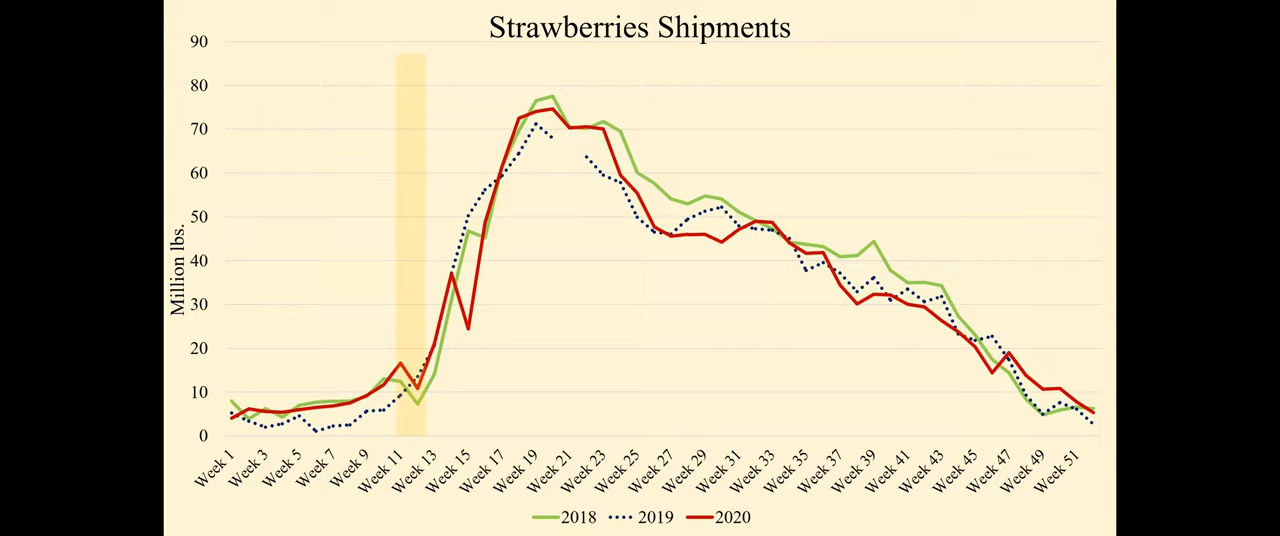 Strawberries Shipments
90
80
70
60
50
40
30
20
10
0
Million lbs.
Week 1
Week 3
Week 5
Week 7
Week 9
Week 11
Week 13
Week 15
Week 17
Week 19
Week 21
Week 23
Week 25
Week 27
Week 29
Week 31
Week 33
Week 35
Week 37
Week 39
Week 41
Week 43
Week 45
Week 47
Week 49
Week 51
2018 2019 2020